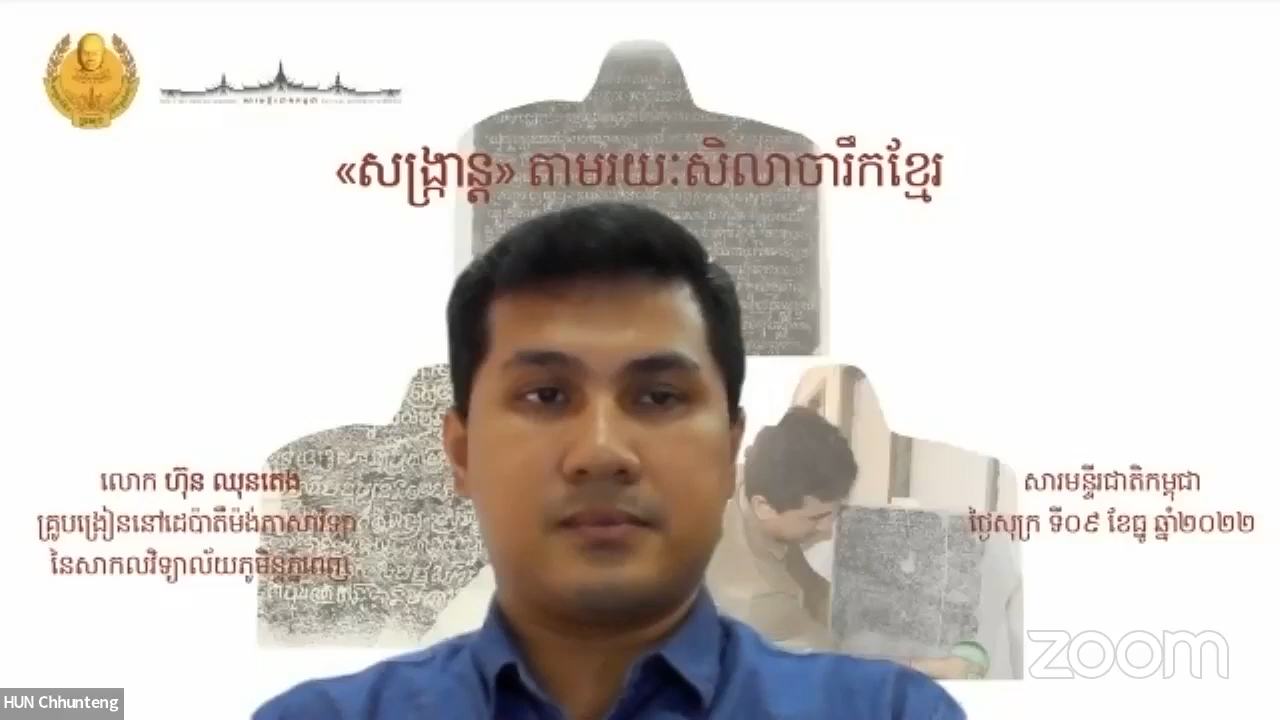 «សង្ក្រាន្ត» តាមរយៈសិលាចារឹកខ្មែរ
លោក ហ៊ុន ឈុនតេង
គ្រូបង្រៀននៅដេប៉ាតឺម៉ង់ភាសាវិទ្យា
នៃសាកលវិទ្យាល័យភូមិន្ទភ្នំពេញ
សារមន្ទីរជាតិកម្ពុជា
ថ្ងៃសុក្រ ទី០៩ ខែធ្នូ ឆ្នាំ២០២២
zoom
HUN Chhunteng